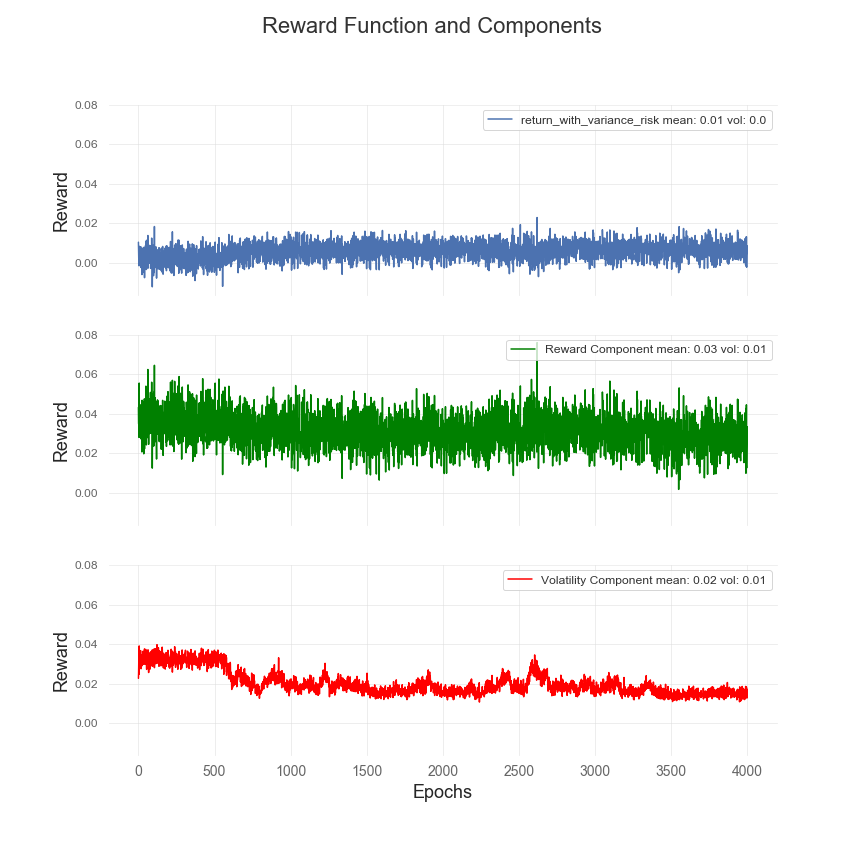 Reward Function and Components
return_with_variance_risk mean: 0.01 vol: 0.0
0.08
0.06
0.04
0.02
0.00
Reward
Reward Component mean: 0.03 vol: 0.01
0.08
0.06
0.04
0.02
0.00
Reward
Volatility Component mean: 0.02 vol: 0.01
0.08
0.06
0.04
0.02
0.00
Reward
0 500 1000 1500 2000 2500 3000 3500 4000
Epochs